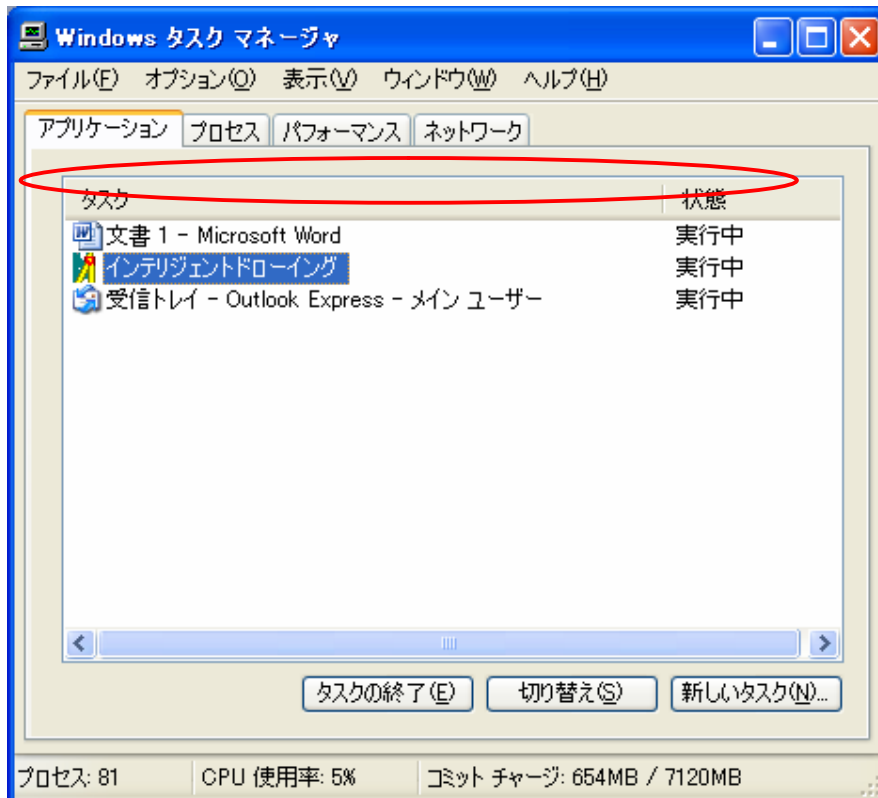 Windows タスク マネージャ
ファイル(F) オプション(O) 表示(V) ウィンドウ(W) ヘルプ(H)
アプリケーション プロセス パフォーマンス ネットワーク
タスク 状態
文書 1 - Microsoft Word 実行中
インテリジェントドローイング 実行中
受信トレイ - Outlook Express - メイン ユーザー 実行中
タスクの終了(E) 切り替え(S) 新しいタスク(N)...
プロセス: 81 CPU 使用率: 5% コミット チャージ: 654MB / 7120MB